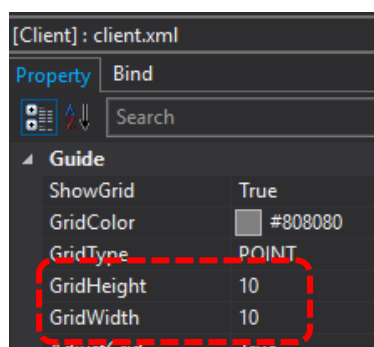 [Client] : client.xml
Property Bind
Search
Guide
ShowGrid True
GridColor #808080
GridType POINT
GridHeight 10
GridWidth 10